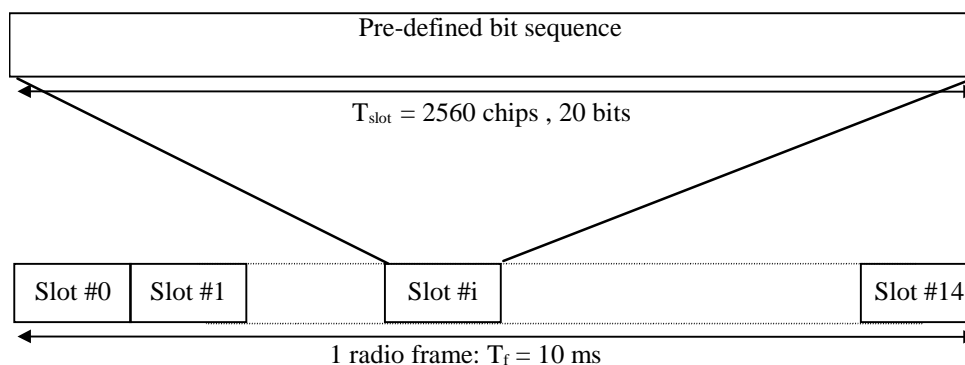 Pre-defined bit sequence
Tslot = 2560 chips , 20 bits
Slot #0 Slot #1 Slot #i Slot #14
1 radio frame: Tf = 10 ms